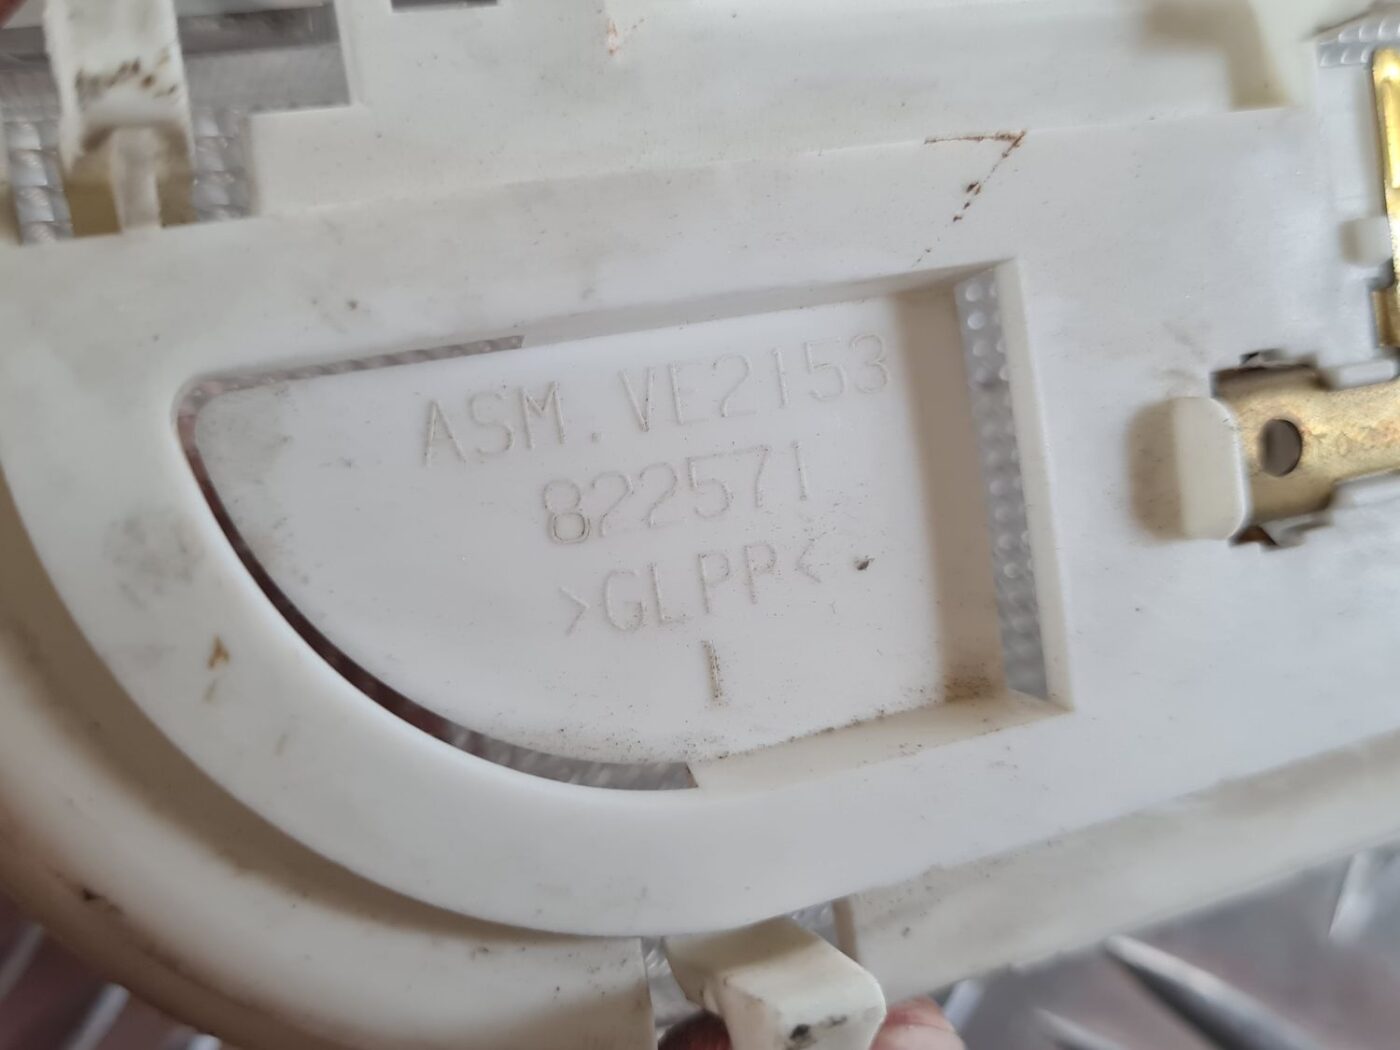 ASM. VE2153
822571
>GLPP<.
1